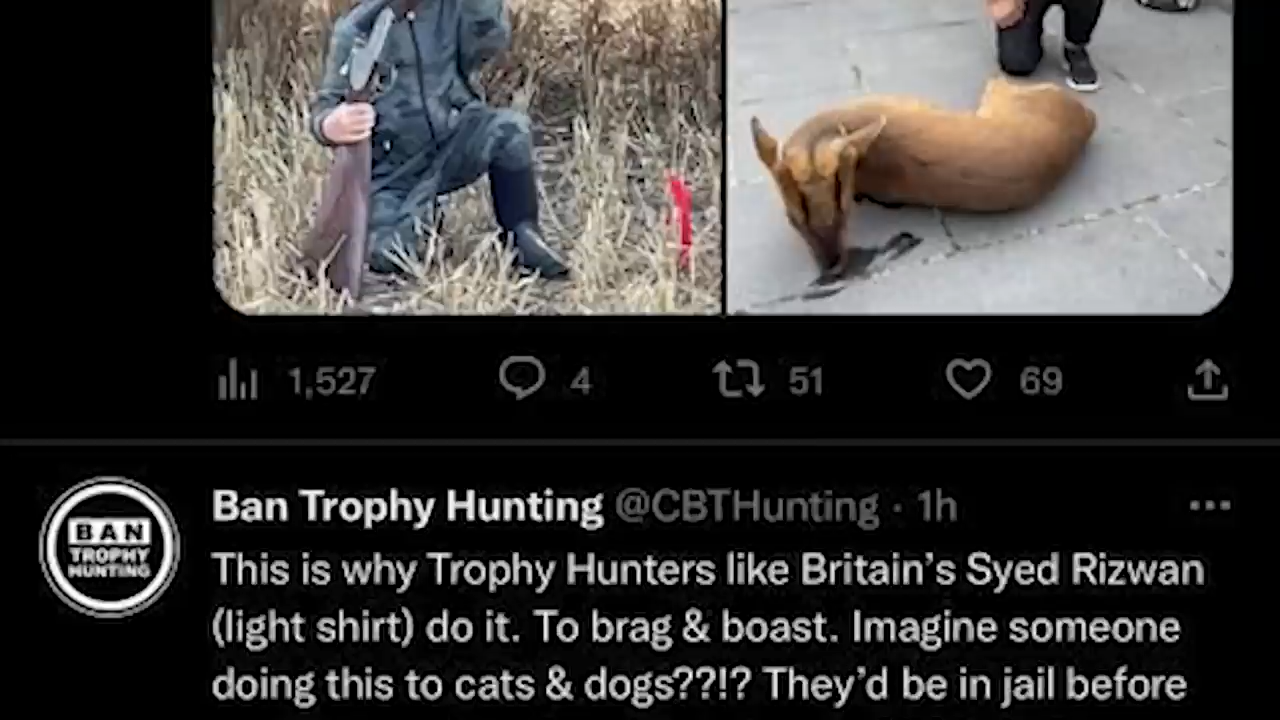 1,527 4 51 69
Ban Trophy Hunting @CBTHunting · 1h
BAN
TROPHY
HUNTING
This is why Trophy Hunters like Britain’s Syed Rizwan
(light shirt) do it. To brag & boast. Imagine someone
doing this to cats & dogs??!? They’d be in jail before